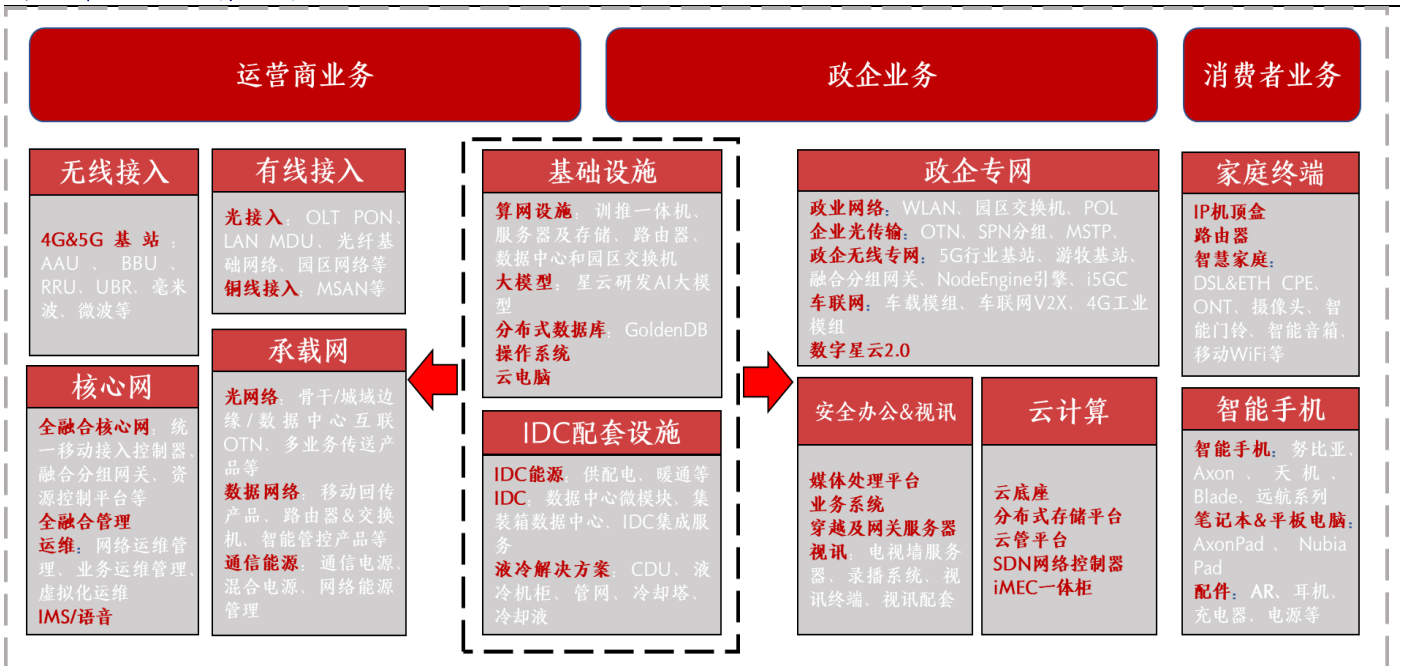 运营商业务
政企业务
消费者业务
无线接入
4G&5G 基 站：
AAU 、 BBU 、
RRU、UBR、毫米
波、微波等
有线接入
光接入：OLT PON、
LAN MDU、光纤基
础网络、园区网络等
铜线接入：MSAN等
核心网
全融合核心网：统
一移动接入控制器、
融合分组网关、资
源控制平台等
全融合管理
运维：网络运维管
理、业务运维管理、
虚拟化运维
IMS/语音
承载网
光网络：骨干/城域边
缘/数据中心互联
OTN、多业务传送产
品等
数据网络：移动回传
产品、路由器&交换
机、智能管控产品等
通信能源：通信电源、
混合电源、网络能源
管理
基础设施
算网设施：训推一体机、
服务器及存储、路由器、
数据中心和园区交换机
大模型：星云研发AI大模
型
分布式数据库：GoldenDB
操作系统
云电脑
IDC配套设施
IDC能源：供配电、暖通等
IDC：数据中心微模块、集
装箱数据中心、IDC集成服
务
液冷解决方案：CDU、液
冷机柜、管网、冷却塔、
冷却液
政企专网
政业网络：WLAN、园区交换机、POL
企业光传输：OTN、SPN分组、MSTP、
政企无线专网：5G行业基站、游牧基站、
融合分组网关、NodeEngine引擎、i5GC
车联网：车载模组、车联网V2X、4G工业
模组
数字星云2.0
安全办公&视讯
媒体处理平台
业务系统
穿越及网关服务器
视讯：电视墙服务
器、录播系统、视
讯终端、视讯配套
云计算
云底座
分布式存储平台
云管平台
SDN网络控制器
iMEC一体柜
家庭终端
IP机顶盒
路由器
智慧家庭：
DSL&ETH CPE、
ONT、摄像头、智
能门铃、智能音箱、
移动WiFi等
智能手机
智能手机：努比亚、
Axon 、 天 机 、
Blade、远航系列
笔记本&平板电脑：
AxonPad 、 Nubia
Pad
配件：AR、耳机、
充电器、电源等